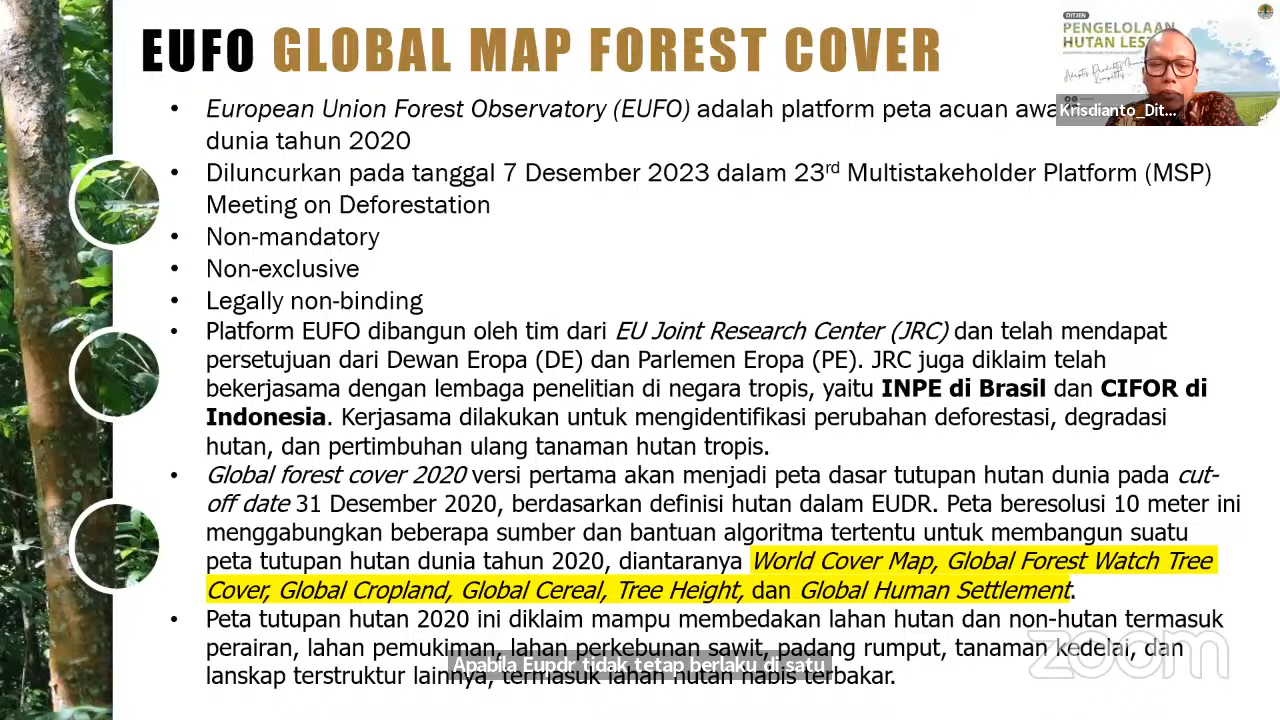 EUFO GLOBAL MAP FOREST COVER
DITJEN
PENGELOLAAN
HUTAN LES
Krisdianto_Dit...
• European Union Forest Observatory (EUFO) adalah platform peta acuan awa
dunia tahun 2020
• Diluncurkan pada tanggal 7 Desember 2023 dalam 23rd Multistakeholder Platform (MSP)
Meeting on Deforestation
• Non-mandatory
• Non-exclusive
• Legally non-binding
• Platform EUFO dibangun oleh tim dari EU Joint Research Center (JRC) dan telah mendapat
persetujuan dari Dewan Eropa (DE) dan Parlemen Eropa (PE). JRC juga diklaim telah
bekerjasama dengan lembaga penelitian di negara tropis, yaitu INPE di Brasil dan CIFOR di
Indonesia. Kerjasama dilakukan untuk mengidentifikasi perubahan deforestasi, degradasi
hutan, dan pertimbuhan ulang tanaman hutan tropis.
• Global forest cover 2020 versi pertama akan menjadi peta dasar tutupan hutan dunia pada cut-
off date 31 Desember 2020, berdasarkan definisi hutan dalam EUDR. Peta beresolusi 10 meter ini
menggabungkan beberapa sumber dan bantuan algoritma tertentu untuk membangun suatu
peta tutupan hutan dunia tahun 2020, diantaranya World Cover Map, Global Forest Watch Tree
Cover, Global Cropland, Global Cereal, Tree Height, dan Global Human Settlement.
• Peta tutupan hutan 2020 ini diklaim mampu membedakan lahan hutan dan non-hutan termasuk
perairan, lahan pemukiman, lahan perkebunan sawit, padang rumput, tanaman kedelai, dan
lanskap terstruktur lainnya, termasuk lahan hutan habis terbakar.
Apabila Eupdr tidak tetap berlaku di satu
zoom